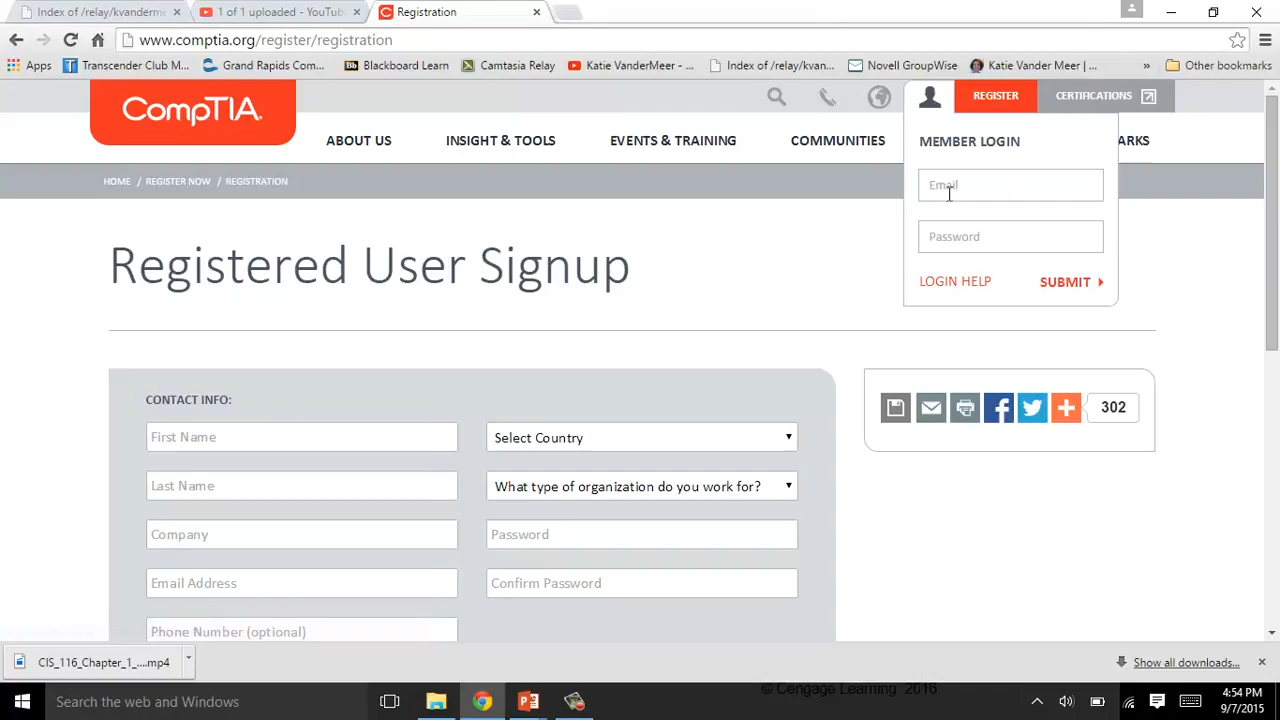 Index of /relay/kvanderme
1 of 1 uploaded - YouTub
Registration
www.comptia.org/register/registration
Apps
Transcender Club M...
Grand Rapids Com...
Blackboard Learn
Camtasia Relay
Katie VanderMeer - ...
Index of /relay/kvan...
Novell GroupWise
Katie Vander Meer | ...
»
Other bookmarks
CompTIA.
REGISTER
CERTIFICATIONS
ABOUT US
INSIGHT & TOOLS
EVENTS & TRAINING
COMMUNITIES
ARKS
MEMBER LOGIN
Email
Password
LOGIN HELP
SUBMIT
HOME / REGISTER NOW / REGISTRATION
Registered User Signup
CONTACT INFO:
First Name
Select Country
Last Name
What type of organization do you work for?
Company
Password
Email Address
Confirm Password
Phone Number (optional)
302
CIS_116_Chapter_1_....mp4
Show all downloads...
Search the web and Windows
© Cengage Learning 2016
4:54 PM
9/7/2015